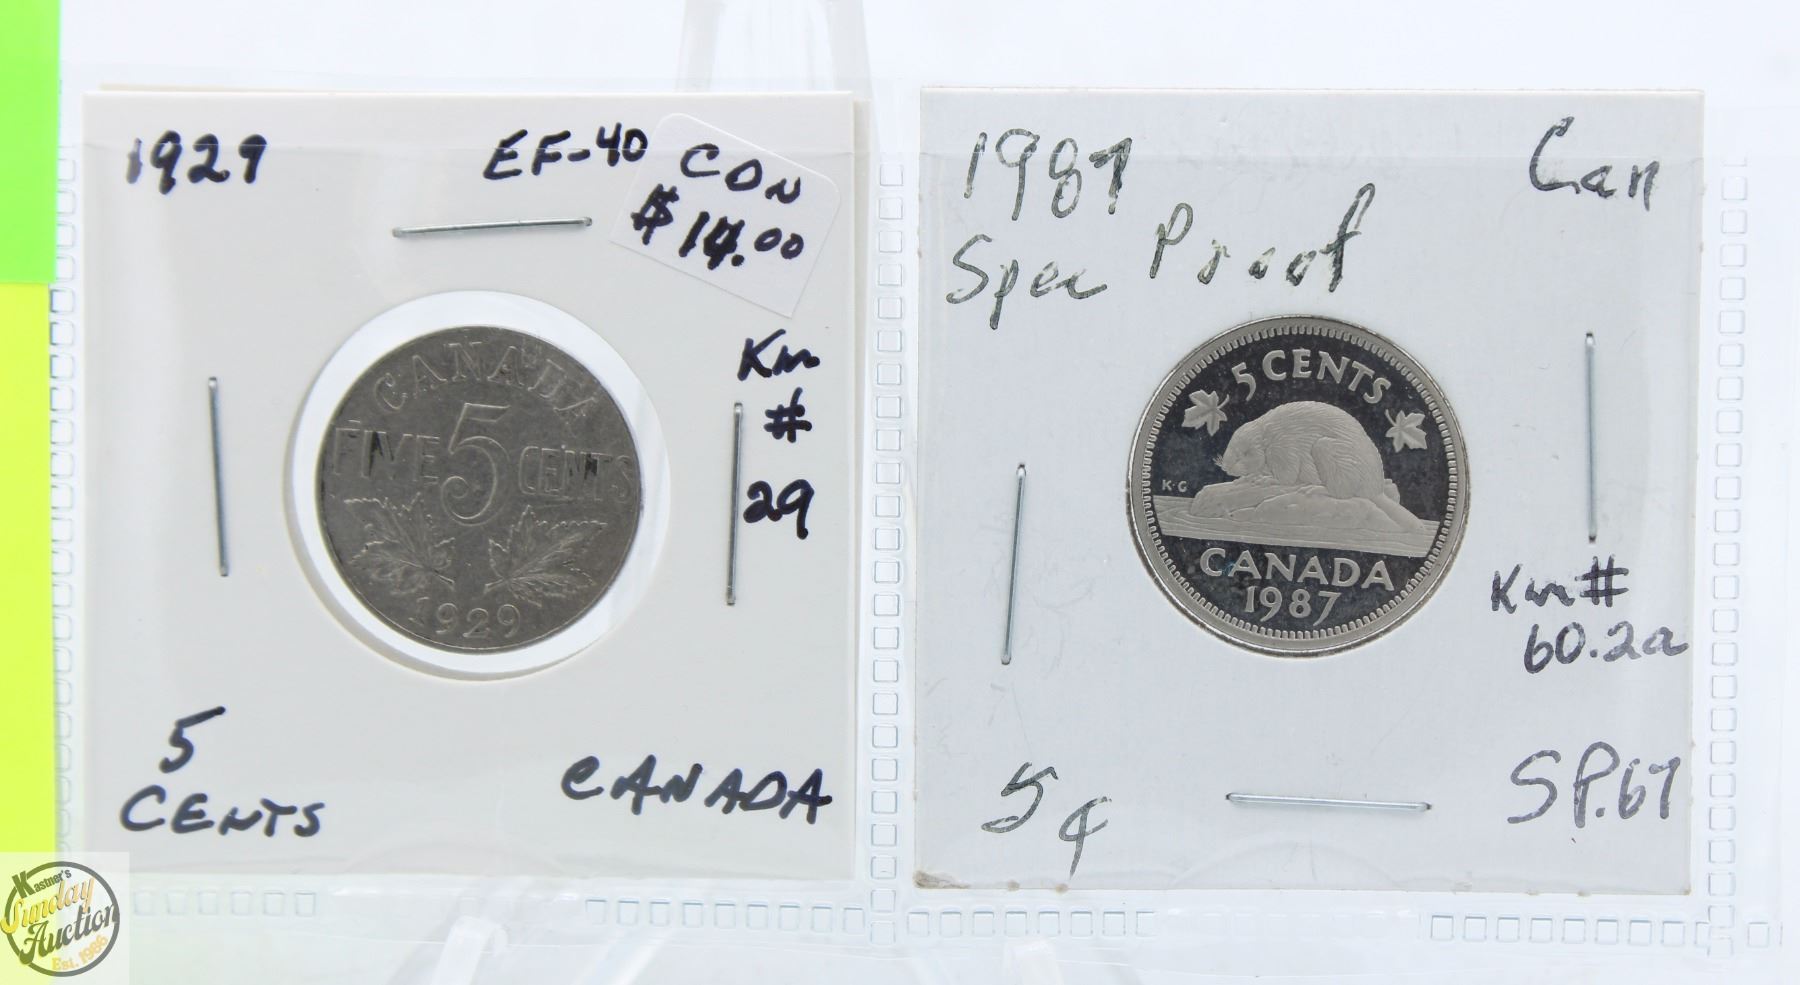 1929
EF-40
CDN
$14.00
Km
#
29
CANADA
FIVE 5 CENTS
1929
5
CENTS
CANADA
1987
Can
Spec Proof
5 CENTS
K·G
CANADA
1987
Km#
60.2a
5¢
SP.67
Kastner's
Sunday
Auction
Est. 1986